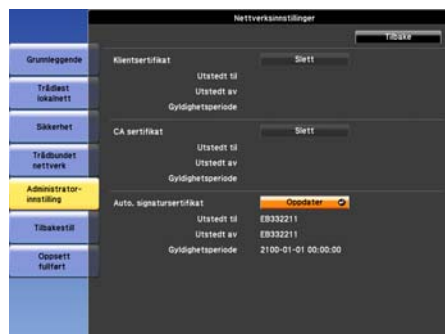 Nettverksinnstillinger
Tilbake
Grunnleggende
Trådløst
lokalnett
Sikkerhet
Trådbundet
nettverk
Administrator-
innstilling
Tilbakestill
Oppsett
fullført
Klientsertifikat Slett
Utstedt til
Utstedt av
Gyldighetsperiode
CA sertifikat Slett
Utstedt til
Utstedt av
Gyldighetsperiode
Auto. signatursertifikat Oppdater
Utstedt til EB332211
Utstedt av EB332211
Gyldighetsperiode 2100-01-01 00:00:00